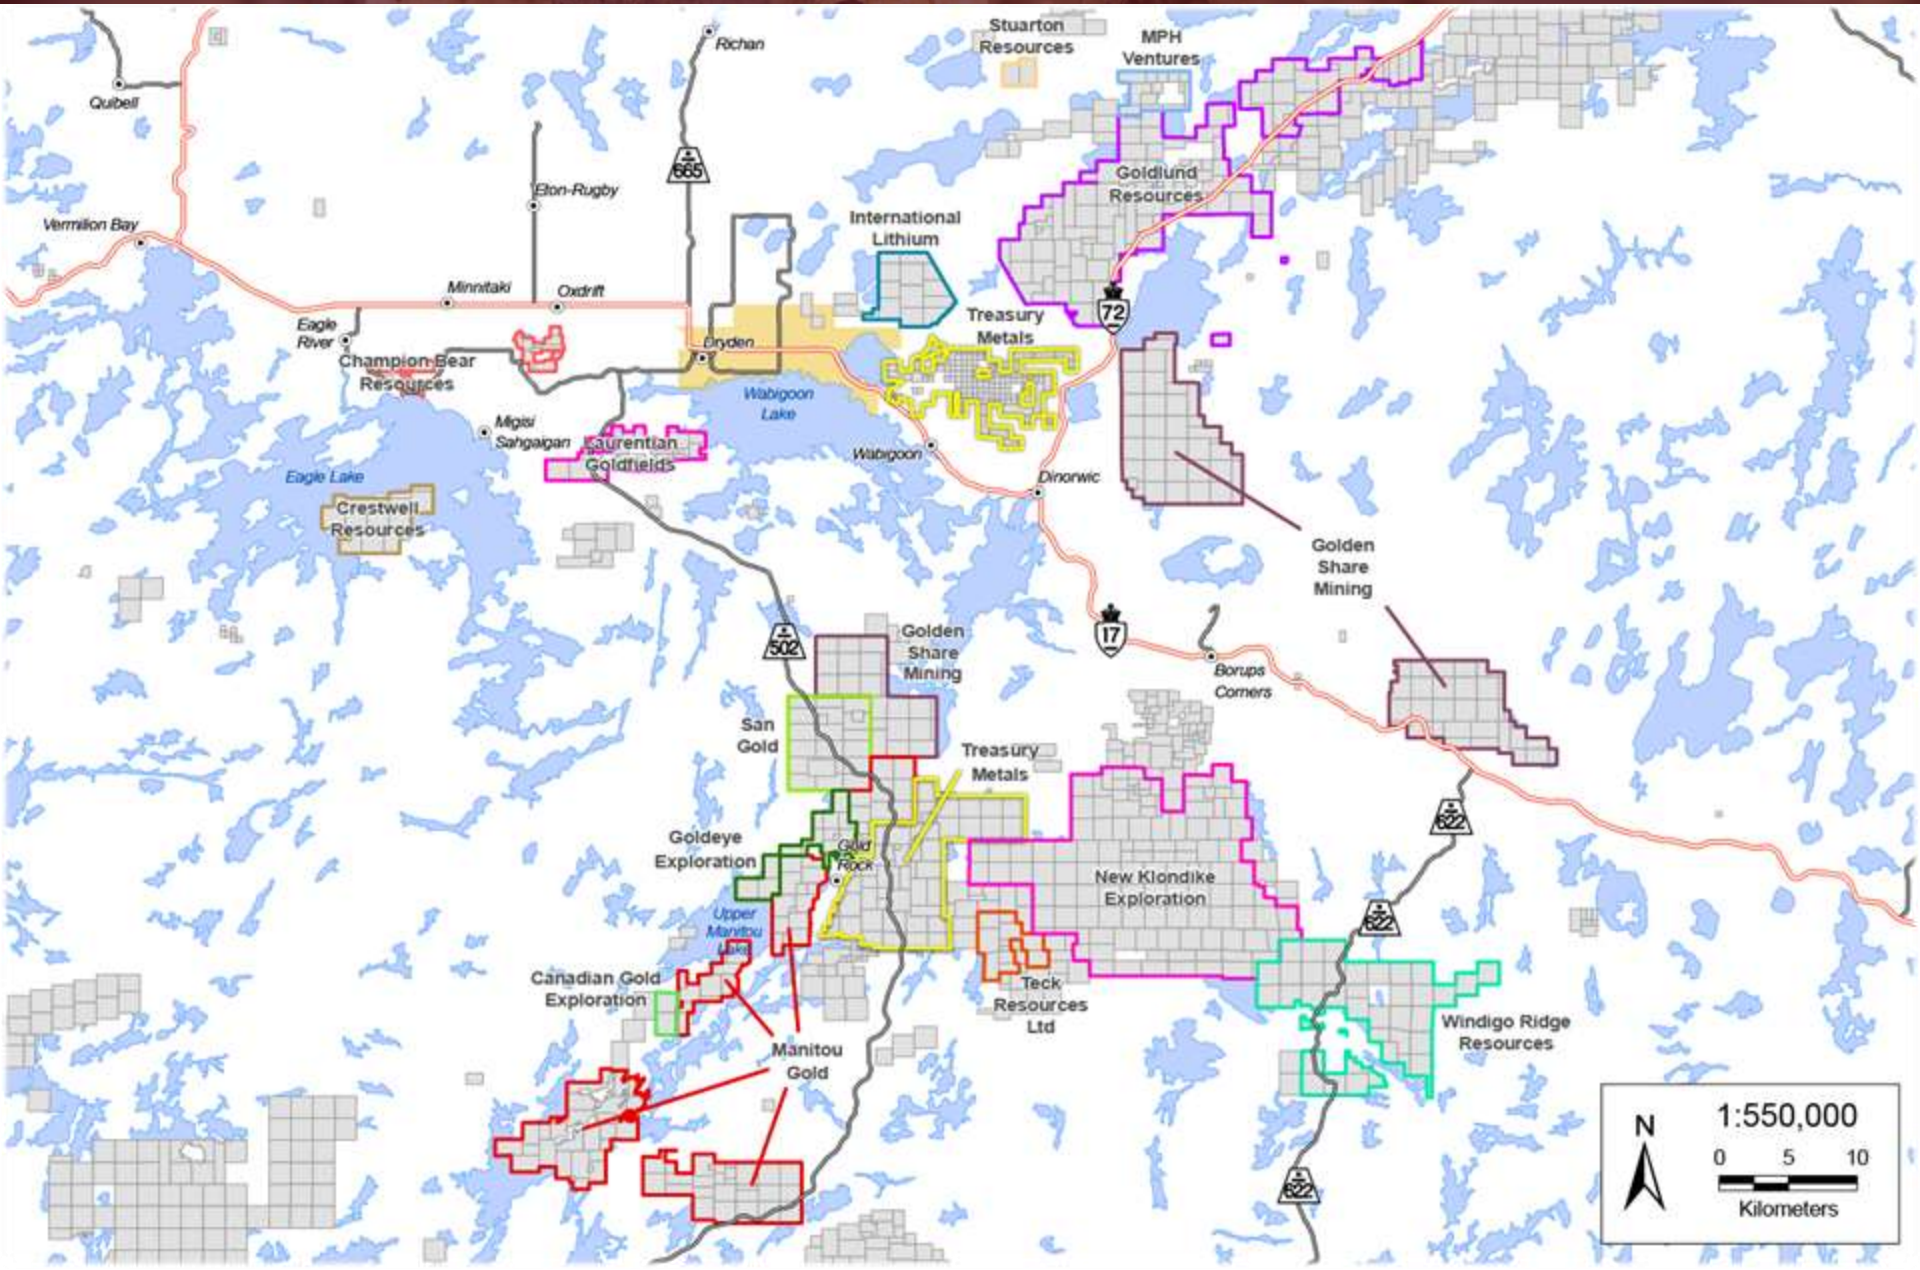 Stuarton
Resources
MPH
Ventures
Richan
Quibell
665
Eton-Rugby
Goldlund
Resources
Vermilion Bay
International
Lithium
Minnitaki
Oxdrift
72
Treasury
Metals
Eagle
River
Dryden
Champion Bear
Resources
Wabigoon
Lake
Migisi
Sahgaigan
Laurentian
Goldfields
Wabigoon
Eagle Lake
Dinorwic
Crestwell
Resources
Golden
Share
Mining
502
17
Golden
Share
Mining
Borups
Corners
San
Gold
Treasury
Metals
622
Goldeye
Exploration
Gold
Rock
New Klondike
Exploration
622
Upper
Manitou
Lake
Canadian Gold
Exploration
Teck
Resources
Ltd
Windigo Ridge
Resources
Manitou
Gold
622
N
1:550,000
0 5 10
Kilometers